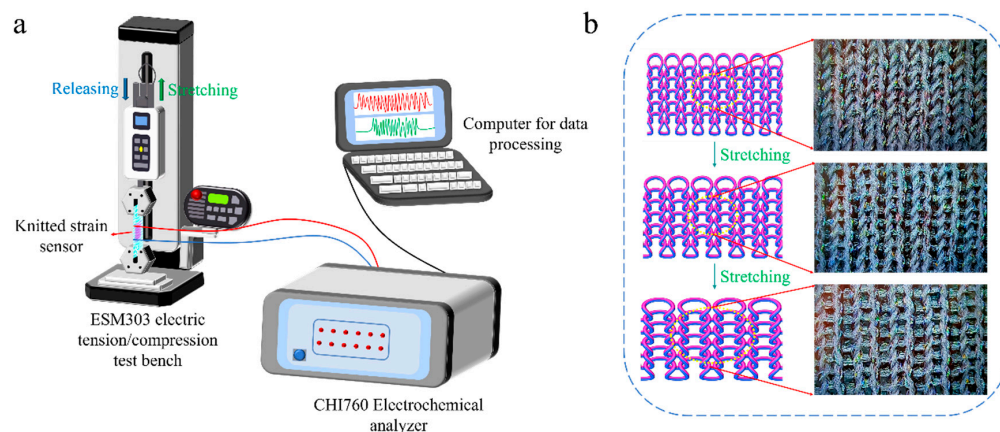 a
Releasing
Stretching
Computer for data
processing
Knitted strain
sensor
ESM303 electric
tension/compression
test bench
CHI760 Electrochemical
analyzer
b
Stretching
Stretching